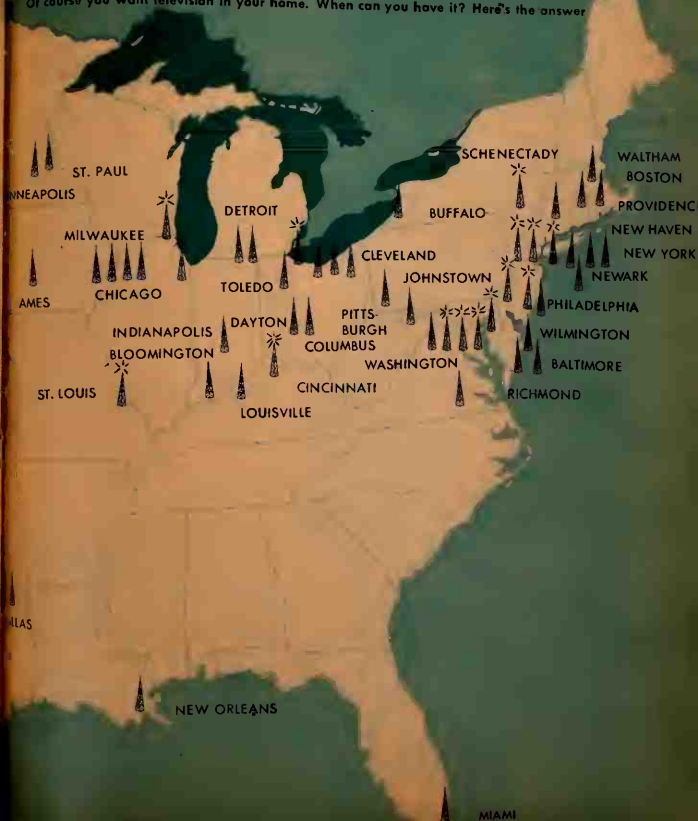 Of course you want television in your home. When can you have it? Here's the answer
SCHENECTADY
WALTHAM
ST. PAUL
BOSTON
NNEAPOLIS
DETROIT
BUFFALO
PROVIDENC
NEW HAVEN
MILWAUKEE
CLEVELAND
NEW YORK
TOLEDO
JOHNSTOWN
NEWARK
AMES
CHICAGO
PHILADELPHIA
DAYTON
PITTS-
BURGH
INDIANAPOLIS
WILMINGTON
COLUMBUS
BLOOMINGTON
WASHINGTON
BALTIMORE
CINCINNATI
ST. LOUIS
RICHMOND
LOUISVILLE
LLAS
NEW ORLEANS
MIAMI